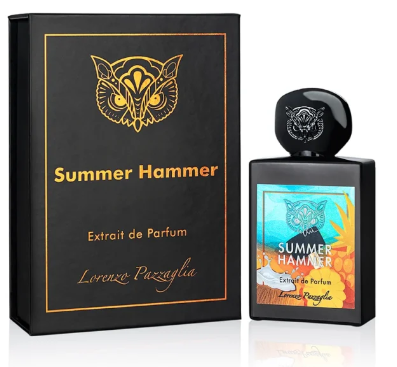 Summer Hammer
Extrait de Parfum
Lorenzo Pazzaglia
SUMMER
HAMMER
Extrait de Parfum
Lorenzo Pazzaglia